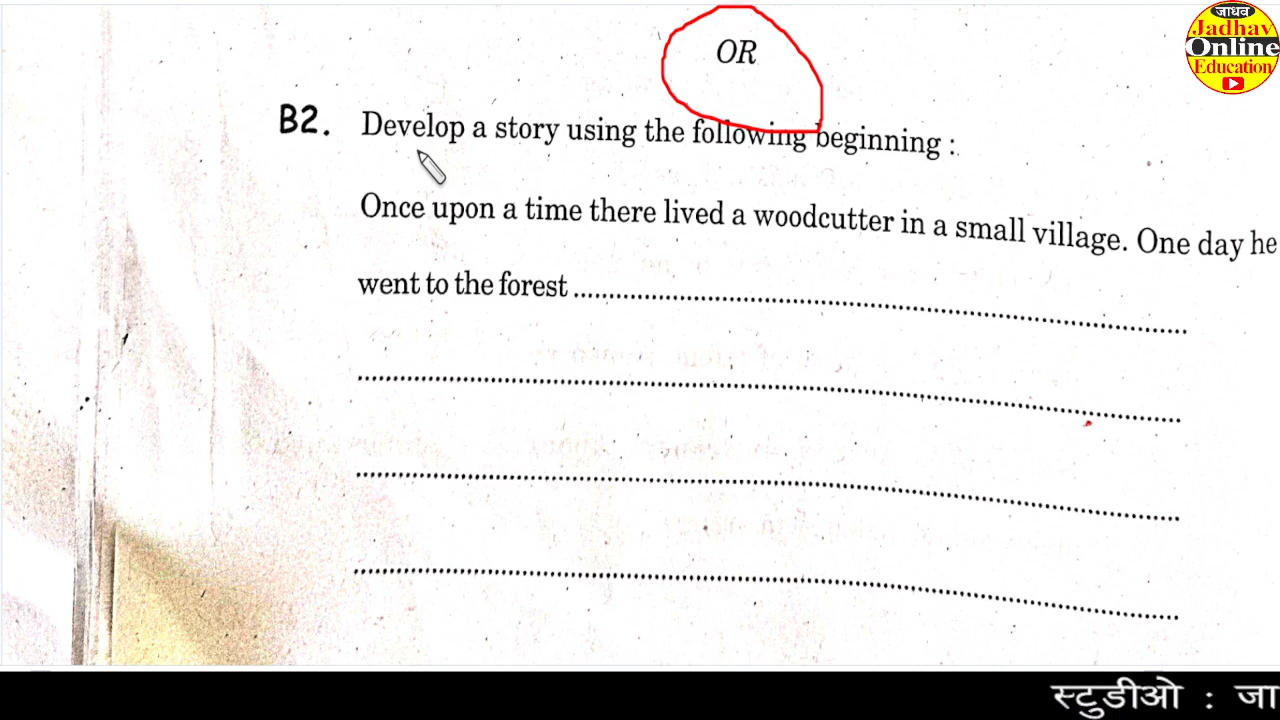 OR
जाधव
Jadhav
Online
Education
B2. Develop a story using the following beginning :
Once upon a time there lived a woodcutter in a small village. One day he
went to the forest ......................................................
......................................................
......................................................
......................................................
स्टुडीओ : जा